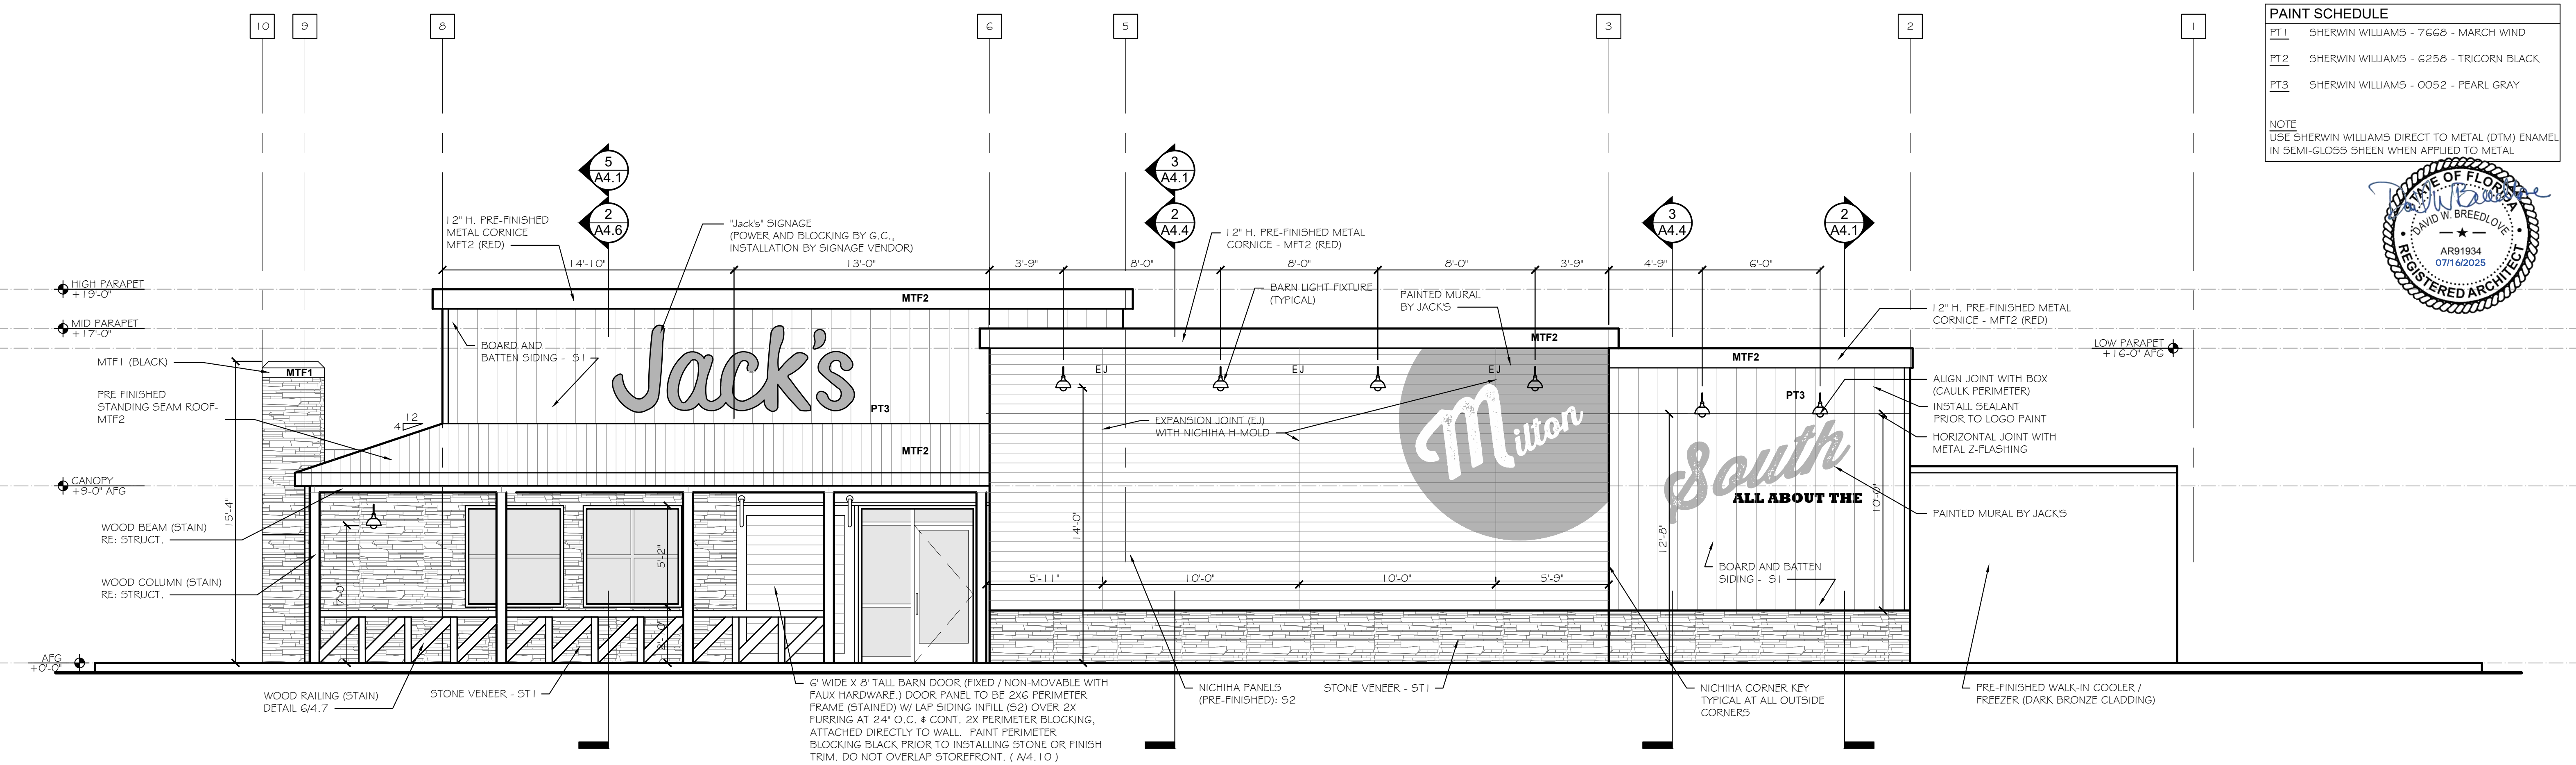 10
9
8
6
5
3
2
1
PAINT SCHEDULE
PT1 SHERWIN WILLIAMS - 7668 - MARCH WIND
PT2 SHERWIN WILLIAMS - 6258 - TRICORN BLACK
PT3 SHERWIN WILLIAMS - 0052 - PEARL GRAY
NOTE
USE SHERWIN WILLIAMS DIRECT TO METAL (DTM) ENAMEL
IN SEMI-GLOSS SHEEN WHEN APPLIED TO METAL
STATE OF FLORIDA
DAVID W. BREEDLOVE
AR91934
07/16/2025
REGISTERED ARCHITECT
5
A4.1
2
A4.6
3
A4.1
2
A4.4
3
A4.4
2
A4.1
12" H. PRE-FINISHED
METAL CORNICE
MFT2 (RED)
"Jack's" SIGNAGE
(POWER AND BLOCKING BY G.C.,
INSTALLATION BY SIGNAGE VENDOR)
12" H. PRE-FINISHED METAL
CORNICE - MFT2 (RED)
14'-10"
13'-0"
3'-9"
8'-0"
8'-0"
8'-0"
3'-9"
4'-9"
6'-0"
HIGH PARAPET
+19'-0"
MID PARAPET
+17'-0"
MTF2
BARN LIGHT FIXTURE
(TYPICAL)
PAINTED MURAL
BY JACK'S
12" H. PRE-FINISHED METAL
CORNICE - MFT2 (RED)
MTF2
LOW PARAPET
+16-0" AFG
MTF2
BOARD AND
BATTEN SIDING - S1
Jack's
PT3
MTF1 (BLACK)
MTF1
PRE FINISHED
STANDING SEAM ROOF-
MTF2
12
4
MTF2
EJ
EJ
EJ
EXPANSION JOINT (EJ)
WITH NICHIHA H-MOLD
Milton
PT3
ALIGN JOINT WITH BOX
(CAULK PERIMETER)
INSTALL SEALANT
PRIOR TO LOGO PAINT
HORIZONTAL JOINT WITH
METAL Z-FLASHING
South
ALL ABOUT THE
PAINTED MURAL BY JACK'S
CANOPY
+9-0" AFG
15'-4"
WOOD BEAM (STAIN)
RE: STRUCT.
WOOD COLUMN (STAIN)
RE: STRUCT.
7'-0"
5'-2"
2'-10"
14'-0"
12'-8"
10'-0"
5'-11"
10'-0"
10'-0"
5'-9"
BOARD AND BATTEN
SIDING - S1
AFG
+0'-0"
WOOD RAILING (STAIN)
DETAIL 6/4.7
STONE VENEER - ST1
6' WIDE X 8' TALL BARN DOOR (FIXED / NON-MOVABLE WITH
FAUX HARDWARE.) DOOR PANEL TO BE 2X6 PERIMETER
FRAME (STAINED) W/ LAP SIDING INFILL (S2) OVER 2X
FURRING AT 24" O.C. & CONT. 2X PERIMETER BLOCKING,
ATTACHED DIRECTLY TO WALL. PAINT PERIMETER
BLOCKING BLACK PRIOR TO INSTALLING STONE OR FINISH
TRIM. DO NOT OVERLAP STOREFRONT. ( A/4.10 )
NICHIHA PANELS
(PRE-FINISHED): S2
STONE VENEER - ST1
NICHIHA CORNER KEY
TYPICAL AT ALL OUTSIDE
CORNERS
PRE-FINISHED WALK-IN COOLER /
FREEZER (DARK BRONZE CLADDING)